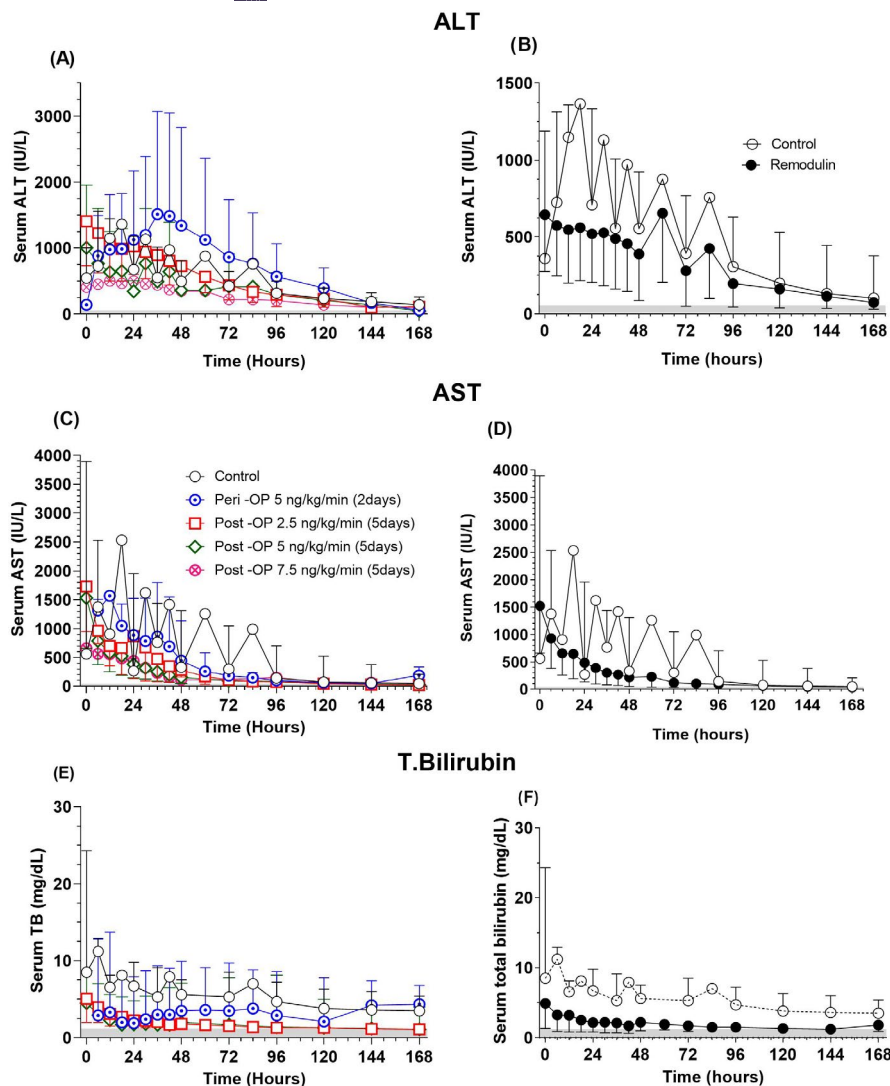 ALT
(A)
3000
2000
1000
0
Serum ALT (IU/L)
0 24 48 72 96 120 144 168
Time (Hours)
(B)
1500
1000
500
0
Serum ALT (IU/L)
Control
Remodulin
0 24 48 72 96 120 144 168
Time (hours)
AST
(C)
4000
3500
3000
2500
2000
1500
1000
500
0
Serum AST (IU/L)
Control
Peri -OP 5 ng/kg/min (2days)
Post -OP 2.5 ng/kg/min (5days)
Post -OP 5 ng/kg/min (5days)
Post -OP 7.5 ng/kg/min (5days)
0 24 48 72 96 120 144 168
Time (Hours)
(D)
4000
3500
3000
2500
2000
1500
1000
500
0
Serum AST (IU/L)
0 24 48 72 96 120 144 168
Time (hours)
T.Bilirubin
(E)
30
20
10
0
Serum TB (mg/dL)
0 24 48 72 96 120 144 168
Time (Hours)
(F)
30
20
10
0
Serum total bilirubin (mg/dL)
0 24 48 72 96 120 144 168
Time (hours)